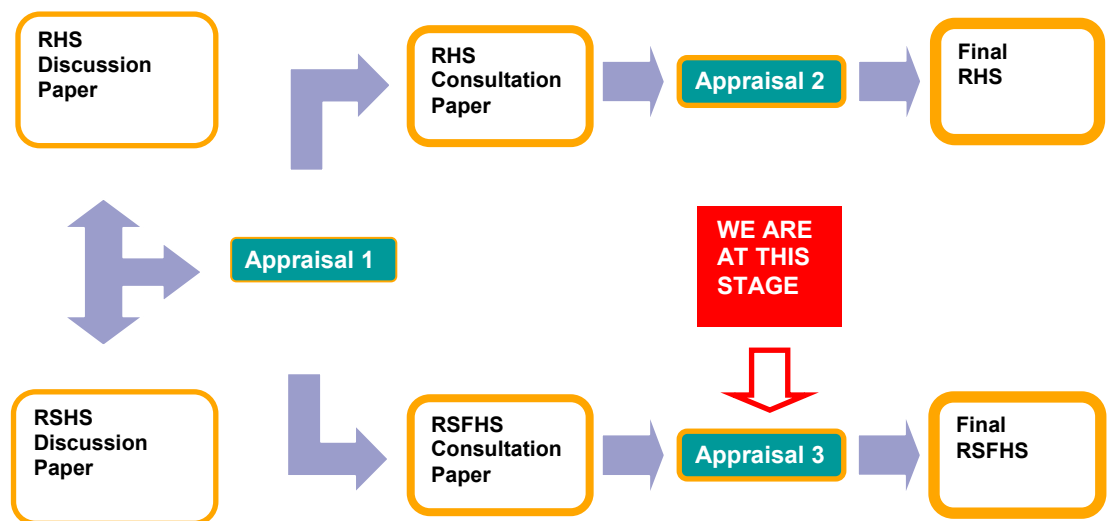 RHS
Discussion
Paper
RHS
Consultation
Paper
Appraisal 2
Final
RHS
Appraisal 1
WE ARE
AT THIS
STAGE
RSHS
Discussion
Paper
RSFHS
Consultation
Paper
Appraisal 3
Final
RSFHS